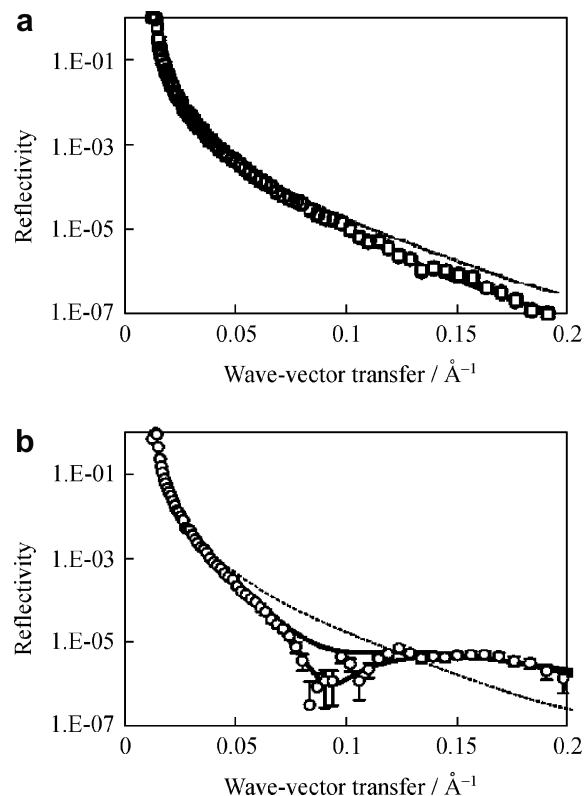 a
1.E-01
1.E-03
1.E-05
1.E-07
Reflectivity
0 0.05 0.1 0.15 0.2
Wave-vector transfer / Å⁻¹
b
1.E-01
1.E-03
1.E-05
1.E-07
Reflectivity
0 0.05 0.1 0.15 0.2
Wave-vector transfer / Å⁻¹